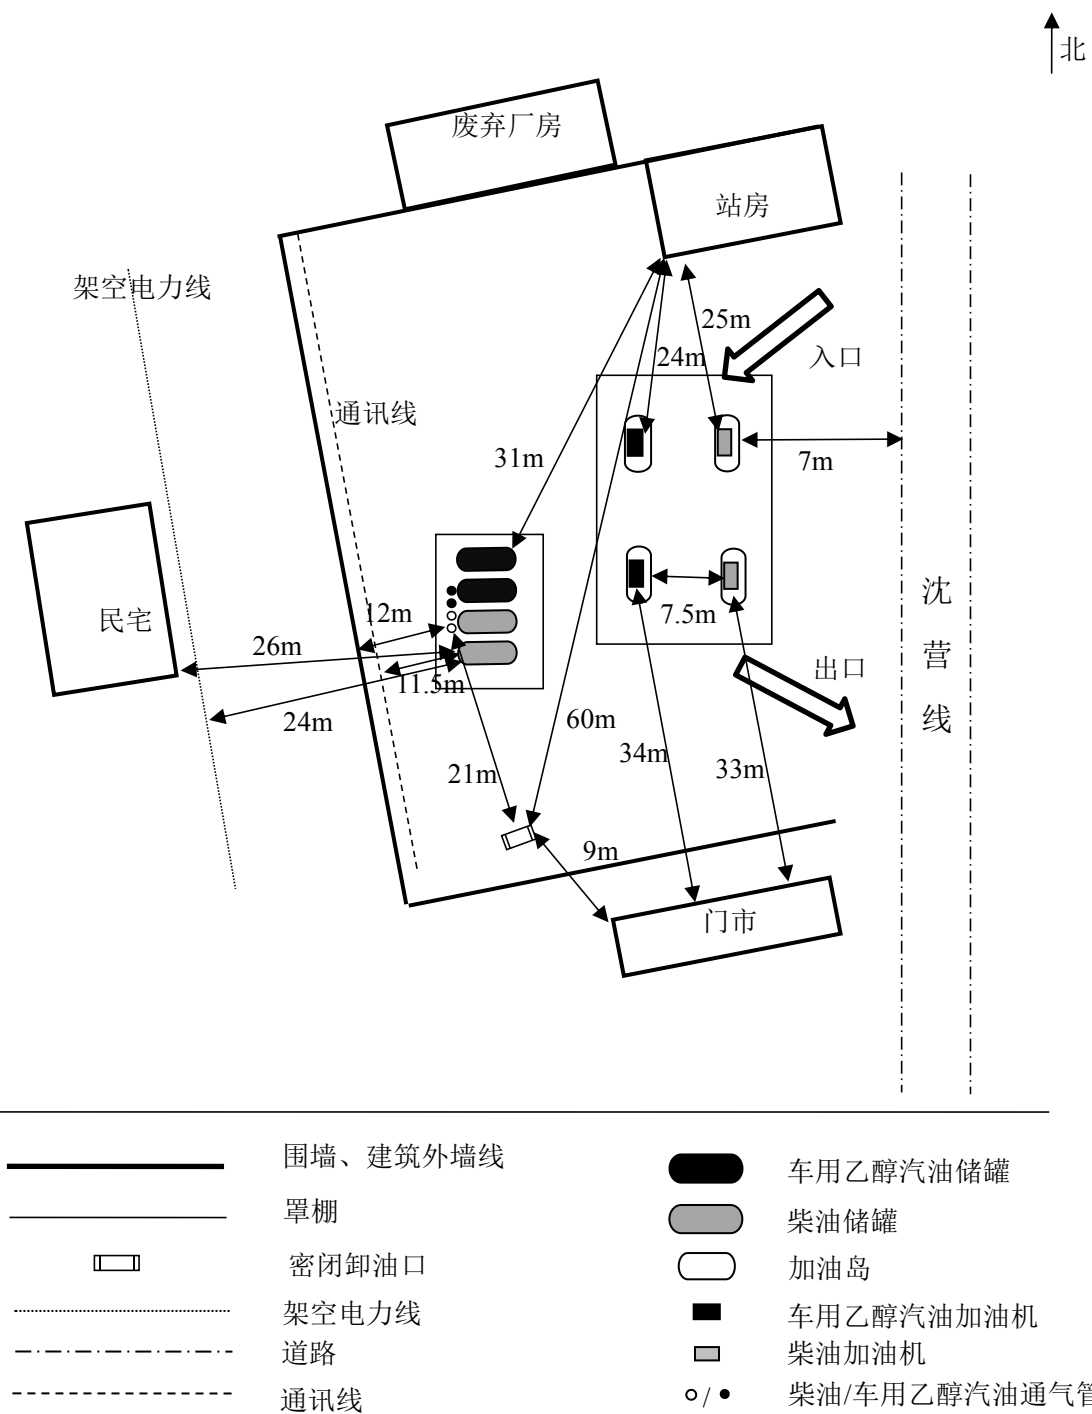 北
废弃厂房
站房
架空电力线
25m
入口
24m
通讯线
31m
7m
沈营线
12m
7.5m
民宅
26m
11.5m
出口
24m
60m
34m
33m
21m
9m
门市
围墙、建筑外墙线
车用乙醇汽油储罐
罩棚
柴油储罐
密闭卸油口
加油岛
架空电力线
车用乙醇汽油加油机
道路
柴油加油机
通讯线
柴油/车用乙醇汽油通气管
/